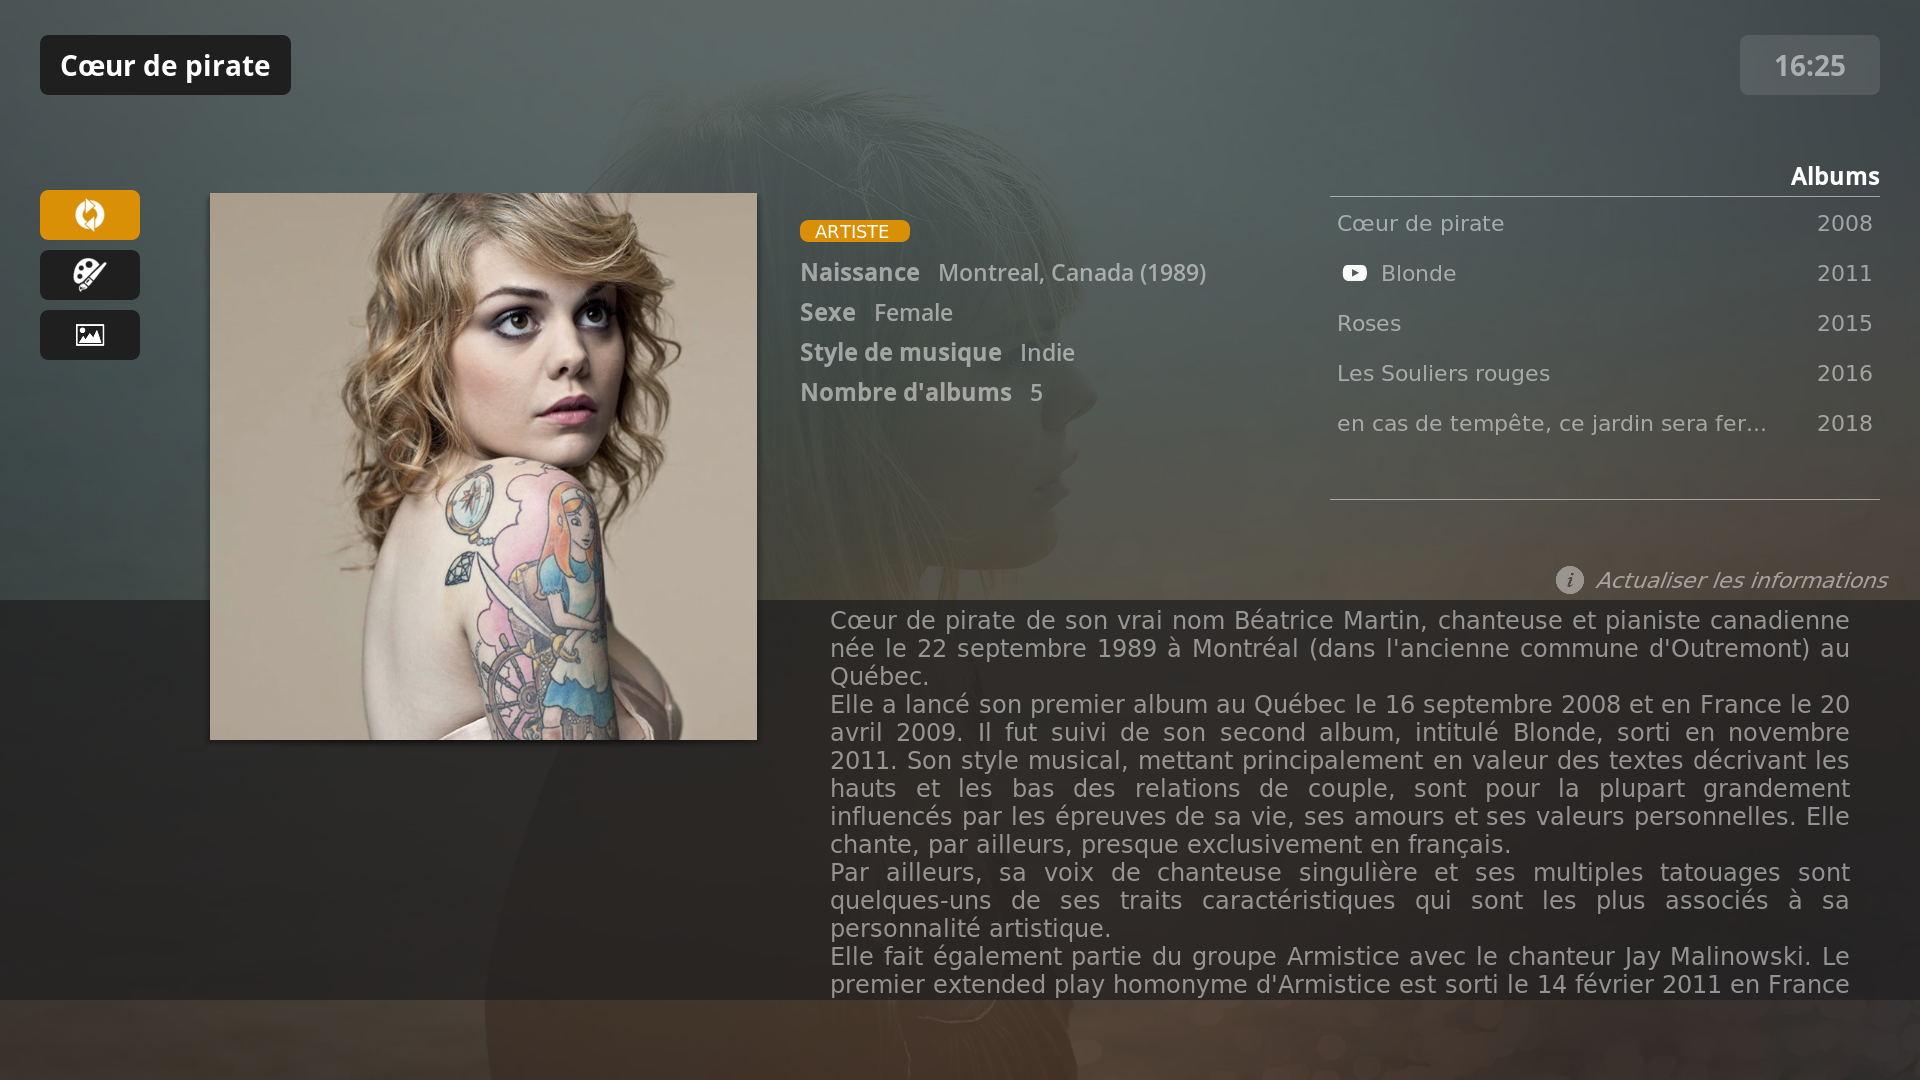 Cœur de pirate
16:25
Albums
ARTISTE
Naissance Montreal, Canada (1989)
Sexe Female
Style de musique Indie
Nombre d'albums 5
Cœur de pirate 2008
Blonde 2011
Roses 2015
Les Souliers rouges 2016
en cas de tempête, ce jardin sera fer... 2018
Actualiser les informations
Cœur de pirate de son vrai nom Béatrice Martin, chanteuse et pianiste canadienne
née le 22 septembre 1989 à Montréal (dans l'ancienne commune d'Outremont) au
Québec.
Elle a lancé son premier album au Québec le 16 septembre 2008 et en France le 20
avril 2009. Il fut suivi de son second album, intitulé Blonde, sorti en novembre
2011. Son style musical, mettant principalement en valeur des textes décrivant les
hauts et les bas des relations de couple, sont pour la plupart grandement
influencés par les épreuves de sa vie, ses amours et ses valeurs personnelles. Elle
chante, par ailleurs, presque exclusivement en français.
Par ailleurs, sa voix de chanteuse singulière et ses multiples tatouages sont
quelques-uns de ses traits caractéristiques qui sont les plus associés à sa
personnalité artistique.
Elle fait également partie du groupe Armistice avec le chanteur Jay Malinowski. Le
premier extended play homonyme d'Armistice est sorti le 14 février 2011 en France